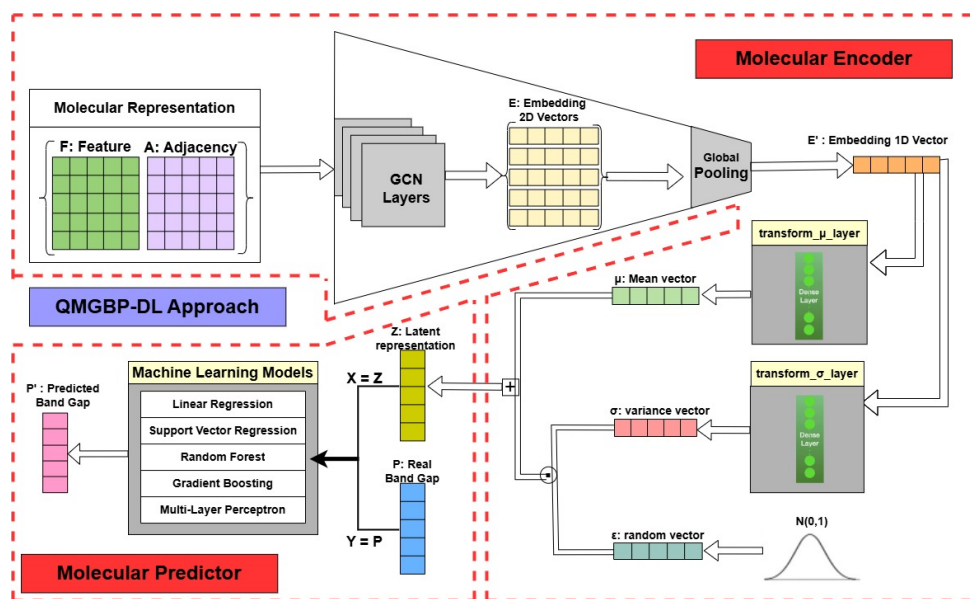 Molecular Encoder
Molecular Representation
F: Feature
A: Adjacency
GCN
Layers
E: Embedding
2D Vectors
Global
Pooling
E' : Embedding 1D Vector
transform_μ_layer
Dense
Layer
μ: Mean vector
QMGBP-DL Approach
Z: Latent
representation
X = Z
Machine Learning Models
Linear Regression
Support Vector Regression
Random Forest
Gradient Boosting
Multi-Layer Perceptron
P' : Predicted
Band Gap
P: Real
Band Gap
Y = P
Molecular Predictor
+
transform_σ_layer
Dense
Layer
σ: variance vector
ε: random vector
N(0,1)